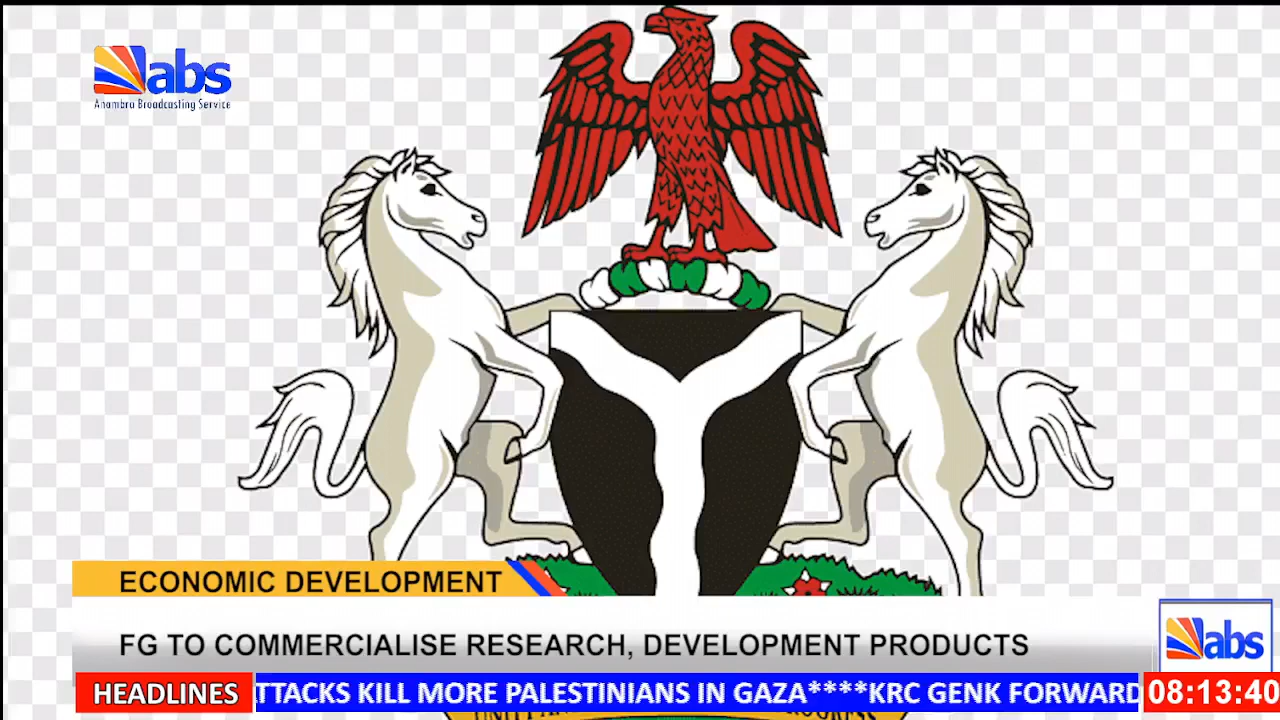 abs
Anambra Broadcasting Service
ECONOMIC DEVELOPMENT
FG TO COMMERCIALISE RESEARCH, DEVELOPMENT PRODUCTS
abs
HEADLINES
TTACKS KILL MORE PALESTINIANS IN GAZA****KRC GENK FORWARD
08:13:40